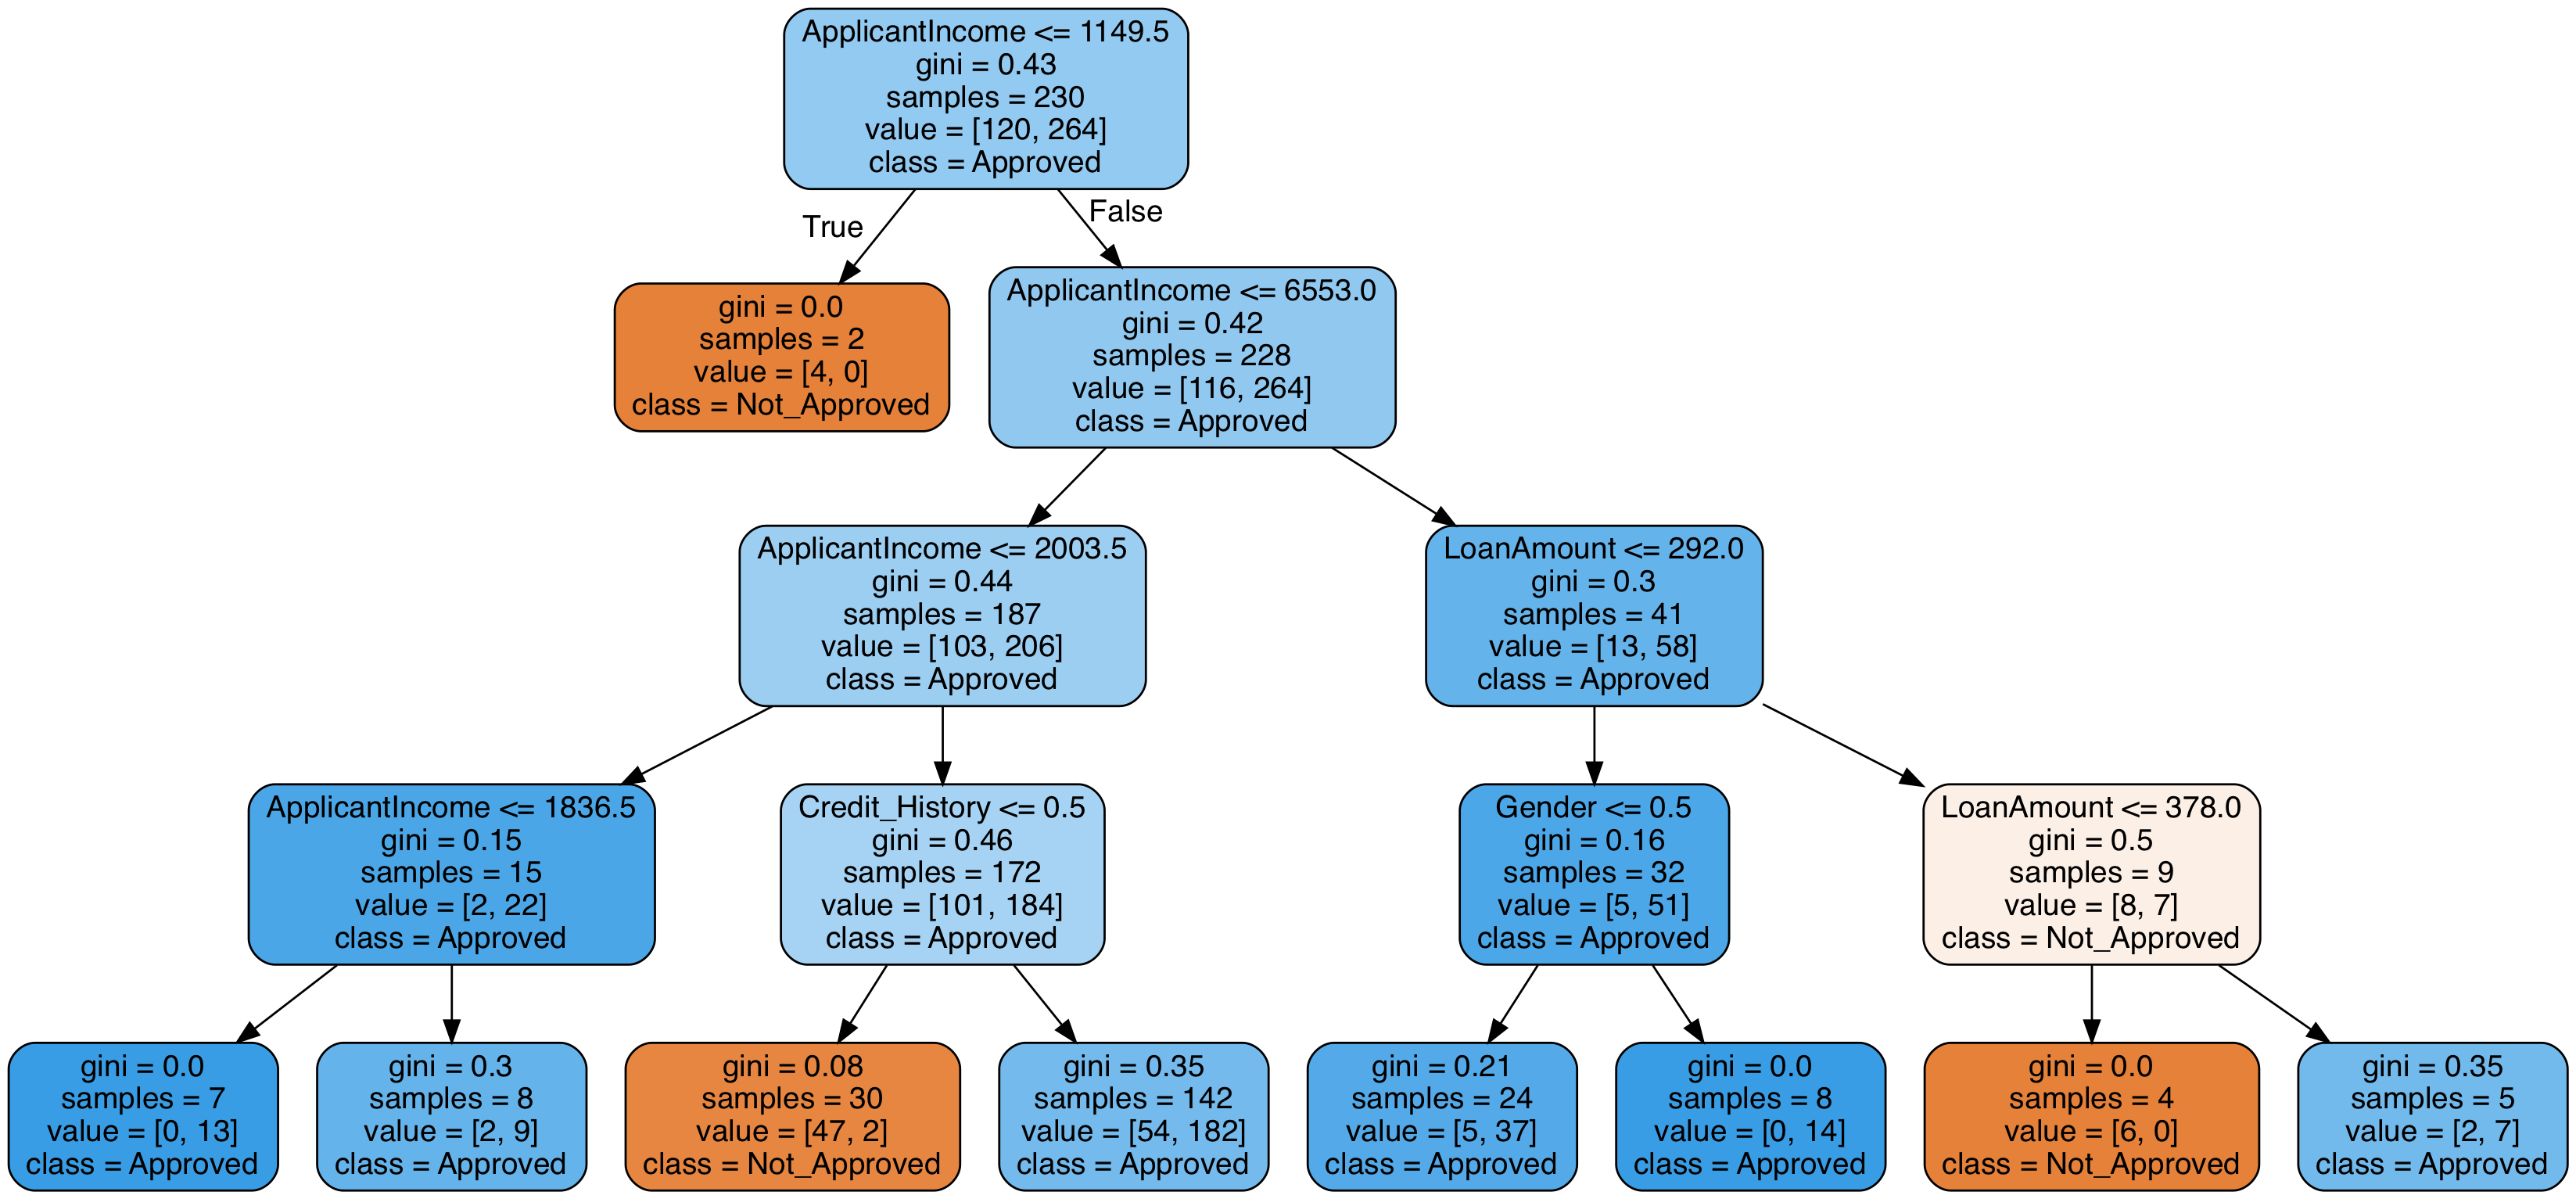 ApplicantIncome <= 1149.5
gini = 0.43
samples = 230
value = [120, 264]
class = Approved
True
False
gini = 0.0
samples = 2
value = [4, 0]
class = Not_Approved
ApplicantIncome <= 6553.0
gini = 0.42
samples = 228
value = [116, 264]
class = Approved
ApplicantIncome <= 2003.5
gini = 0.44
samples = 187
value = [103, 206]
class = Approved
LoanAmount <= 292.0
gini = 0.3
samples = 41
value = [13, 58]
class = Approved
ApplicantIncome <= 1836.5
gini = 0.15
samples = 15
value = [2, 22]
class = Approved
Credit_History <= 0.5
gini = 0.46
samples = 172
value = [101, 184]
class = Approved
Gender <= 0.5
gini = 0.16
samples = 32
value = [5, 51]
class = Approved
LoanAmount <= 378.0
gini = 0.5
samples = 9
value = [8, 7]
class = Not_Approved
gini = 0.0
samples = 7
value = [0, 13]
class = Approved
gini = 0.3
samples = 8
value = [2, 9]
class = Approved
gini = 0.08
samples = 30
value = [47, 2]
class = Not_Approved
gini = 0.35
samples = 142
value = [54, 182]
class = Approved
gini = 0.21
samples = 24
value = [5, 37]
class = Approved
gini = 0.0
samples = 8
value = [0, 14]
class = Approved
gini = 0.0
samples = 4
value = [6, 0]
class = Not_Approved
gini = 0.35
samples = 5
value = [2, 7]
class = Approved